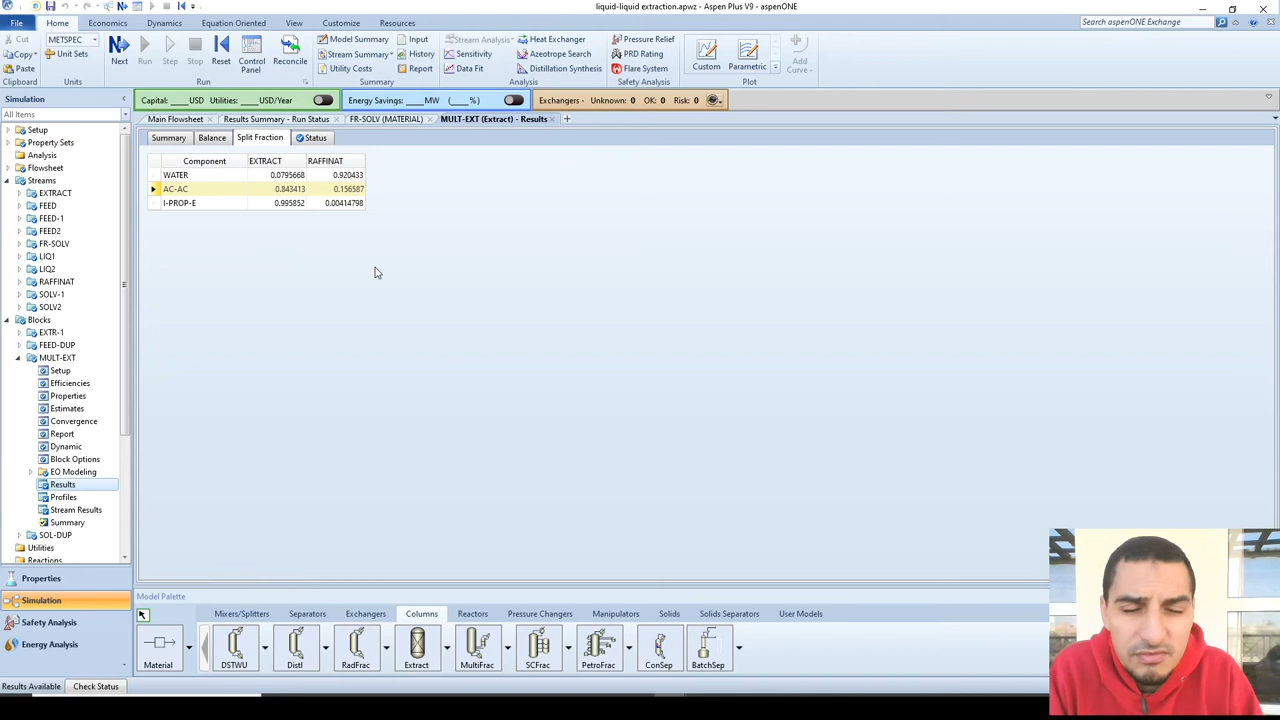 liquid-liquid extraction.apwz - Aspen Plus V9 - aspenONE
File Home Economics Dynamics Equation Oriented View Customize Resources Search aspenONE Exchange
Cut METSPEC Model Summary Input Stream Analysis Heat Exchanger Pressure Relief
Copy Unit Sets Next Run Step Stop Reset Control Panel Reconcile Stream Summary History Sensitivity Azeotrope Search PRD Rating Custom Parametric Add Curve
Paste Utility Costs Report Data Fit Distillation Synthesis Flare System
Clipboard Units Run Summary Analysis Safety Analysis Plot
Simulation Capital: ____USD Utilities: ____USD/Year Energy Savings: ____MW (____%) Exchangers - Unknown: 0 OK: 0 Risk: 0
All Items Main Flowsheet Results Summary - Run Status FR-SOLV (MATERIAL) MULT-EXT (Extract) - Results
Summary Balance Split Fraction Status
Component EXTRACT RAFFINAT
WATER 0.0795668 0.920433
AC-AC 0.843413 0.156587
I-PROP-E 0.995852 0.00414798
Setup
Property Sets
Analysis
Flowsheet
Streams
EXTRACT
FEED
FEED-1
FEED2
FR-SOLV
LIQ1
LIQ2
RAFFINAT
SOLV-1
SOLV2
Blocks
EXTR-1
FEED-DUP
MULT-EXT
Setup
Efficiencies
Properties
Estimates
Convergence
Report
Dynamic
Block Options
EO Modeling
Results
Profiles
Stream Results
Summary
SOL-DUP
Utilities
Reactions
Properties
Simulation
Safety Analysis
Energy Analysis
Model Palette
Mixers/Splitters Separators Exchangers Columns Reactors Pressure Changers Manipulators Solids Solids Separators User Models
Material DSTWU Distl RadFrac Extract MultiFrac SCFrac PetroFrac ConSep BatchSep
Results Available Check Status